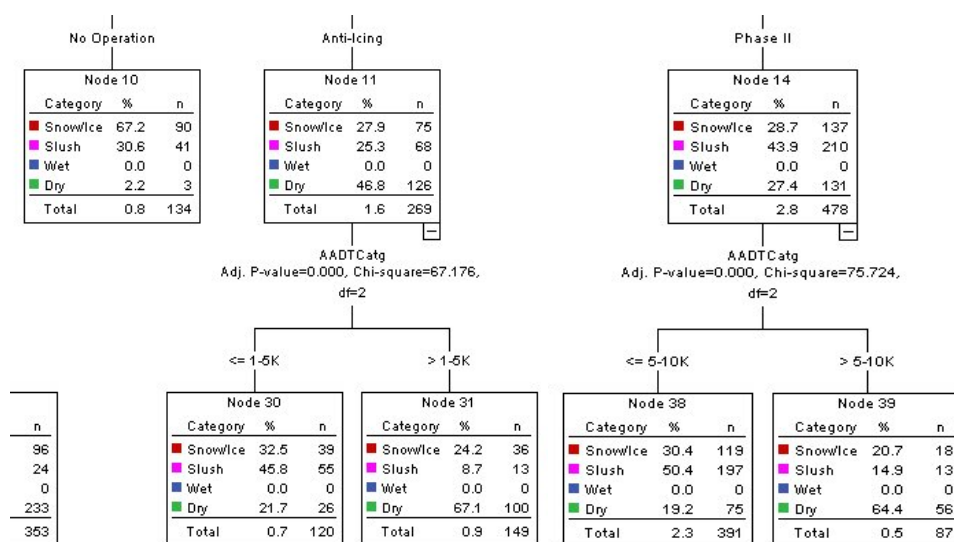 No Operation
Anti-Icing
Phase II
Node 10
Category % n
Snow/Ice 67.2 90
Slush 30.6 41
Wet 0.0 0
Dry 2.2 3
Total 0.8 134
Node 11
Category % n
Snow/Ice 27.9 75
Slush 25.3 68
Wet 0.0 0
Dry 46.8 126
Total 1.6 269
Node 14
Category % n
Snow/Ice 28.7 137
Slush 43.9 210
Wet 0.0 0
Dry 27.4 131
Total 2.8 478
AADTCatg
Adj. P-value=0.000, Chi-square=67.176,
df=2
AADTCatg
Adj. P-value=0.000, Chi-square=75.724,
df=2
<= 1-5K
> 1-5K
<= 5-10K
> 5-10K
n
96
24
0
233
353
Node 30
Category % n
Snow/Ice 32.5 39
Slush 45.8 55
Wet 0.0 0
Dry 21.7 26
Total 0.7 120
Node 31
Category % n
Snow/Ice 24.2 36
Slush 8.7 13
Wet 0.0 0
Dry 67.1 100
Total 0.9 149
Node 38
Category % n
Snow/Ice 30.4 119
Slush 50.4 197
Wet 0.0 0
Dry 19.2 75
Total 2.3 391
Node 39
Category % n
Snow/Ice 20.7 18
Slush 14.9 13
Wet 0.0 0
Dry 64.4 56
Total 0.5 87